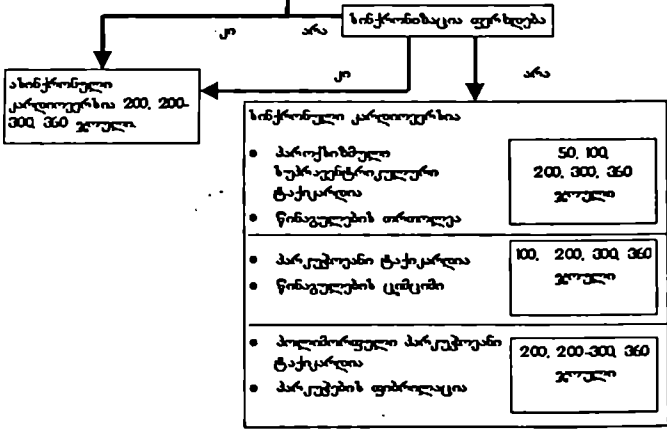 სინქრონიზაცია ფერხდება
კი
არა
კი
არა
ასინქრონული
კარდიოვერსია 200, 200-
300, 360 ჯოული.
სინქრონული კარდიოვერსია
• პაროქსიზმული
სუპრავენტრიკულური
ტაქიკარდია
• წინაგულების თრთოლვა
50, 100,
200, 300, 360
ჯოული
• პარკუჭოვანი ტაქიკარდია
• წინაგულების ციმციმი
100, 200, 300, 360
ჯოული
• პოლიმორფული პარკუჭოვანი
ტაქიკარდია
• პარკუჭების ფიბრილაცია
200, 200-300, 360
ჯოული